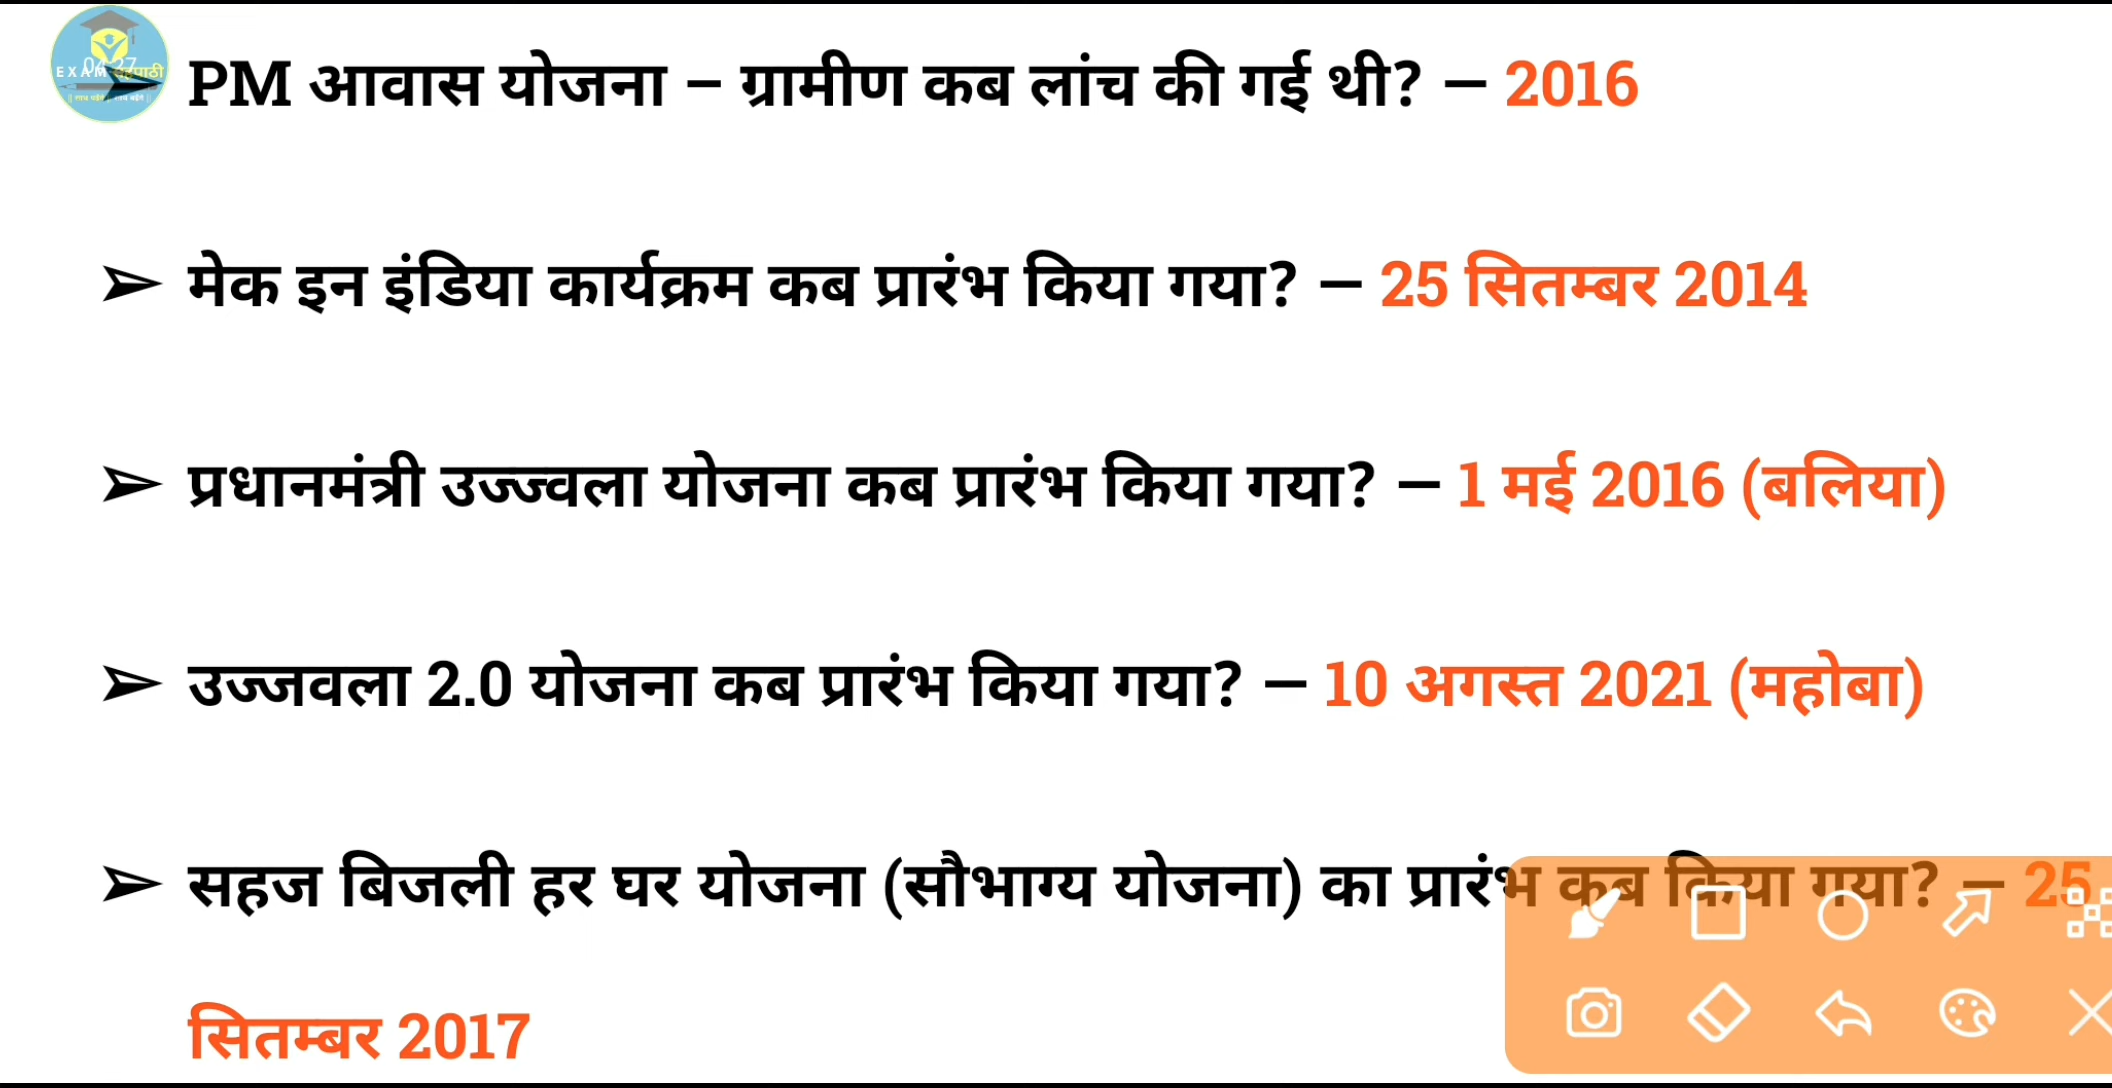 PM आवास योजना – ग्रामीण कब लांच की गई थी? – 2016
➢ मेक इन इंडिया कार्यक्रम कब प्रारंभ किया गया? – 25 सितम्बर 2014
➢ प्रधानमंत्री उज्ज्वला योजना कब प्रारंभ किया गया? – 1 मई 2016 (बलिया)
➢ उज्जवला 2.0 योजना कब प्रारंभ किया गया? – 10 अगस्त 2021 (महोबा)
➢ सहज बिजली हर घर योजना (सौभाग्य योजना) का प्रारंभ कब किया गया? – 25
सितम्बर 2017